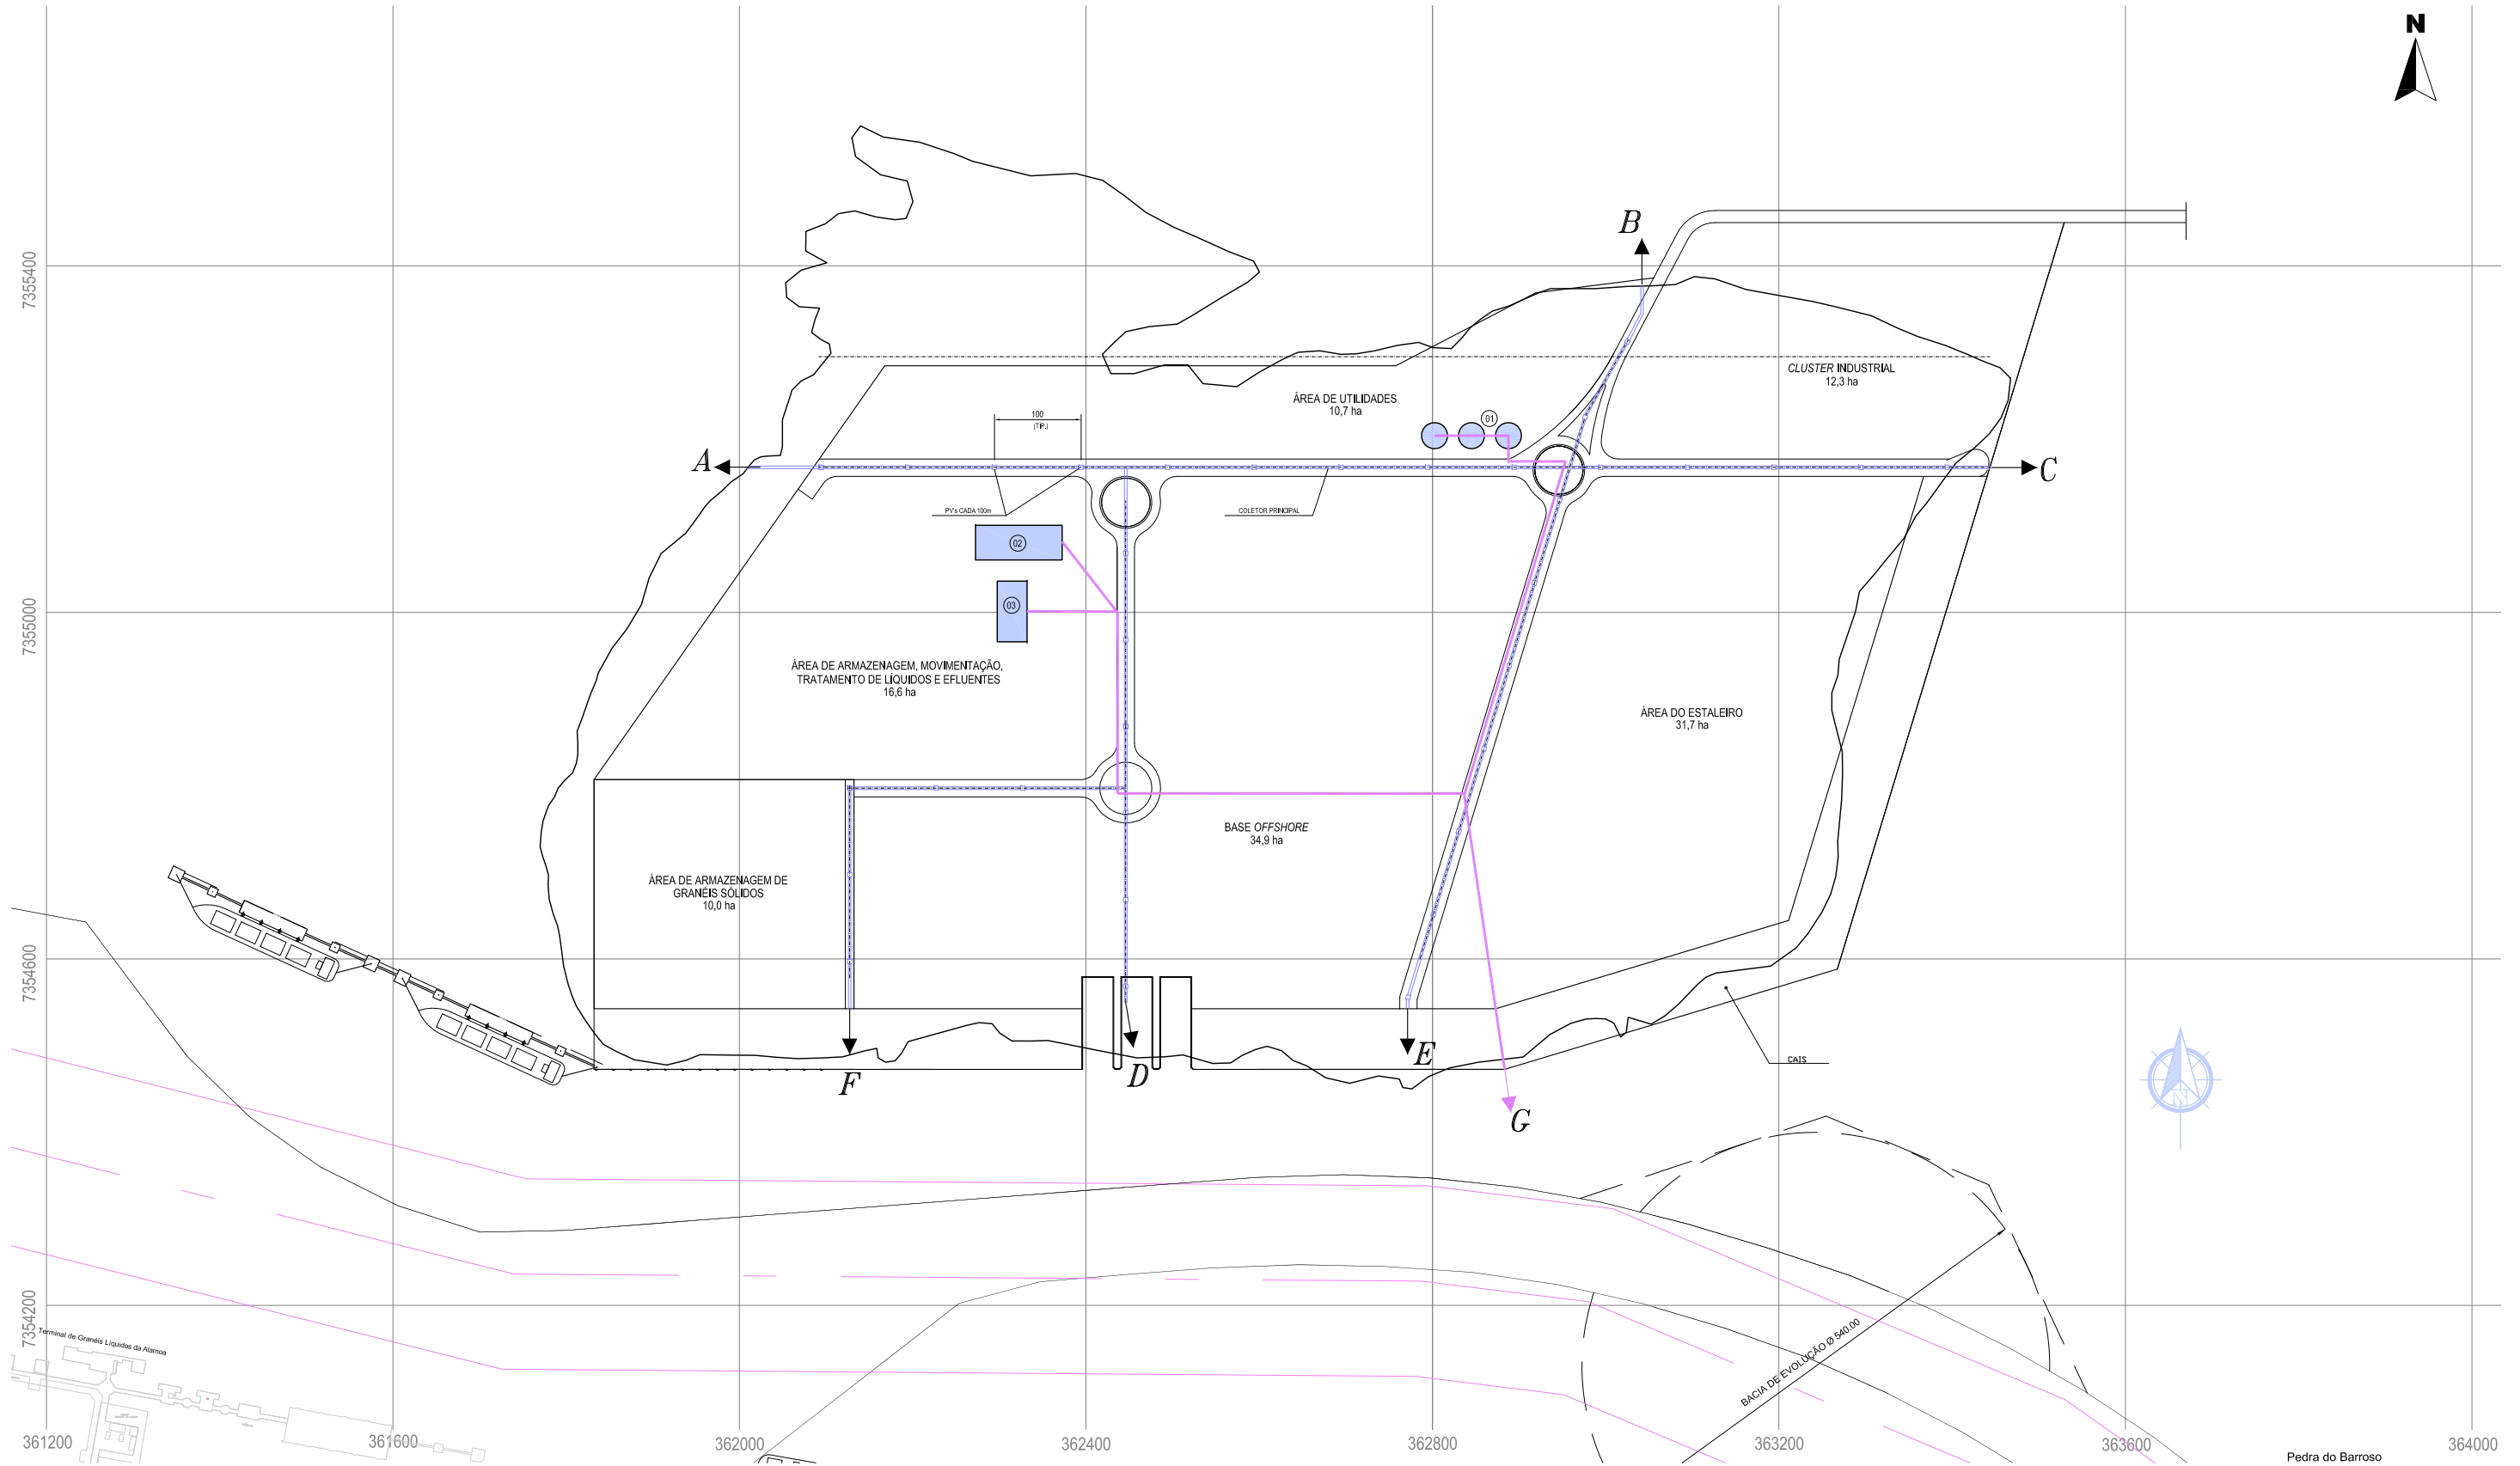 N
7355400
B
CLUSTER INDUSTRIAL
12,3 ha
ÁREA DE UTILIDADES
10,7 ha
100
(TIP.)
01
A
C
PV's CADA 100m
COLETOR PRINCIPAL
02
03
7355000
ÁREA DE ARMAZENAGEM, MOVIMENTAÇÃO,
TRATAMENTO DE LÍQUIDOS E EFLUENTES
16,6 ha
ÁREA DO ESTALEIRO
31,7 ha
BASE OFFSHORE
34,9 ha
ÁREA DE ARMAZENAGEM DE
GRANÉIS SÓLIDOS
10,0 ha
7354600
CAIS
F
D
E
G
N
7354200
Terminal de Granéis Líquidos da Alamoa
BACIA DE EVOLUÇÃO Ø 540.00
361200
361600
362000
362400
362800
363200
363600
364000
Pedra do Barroso